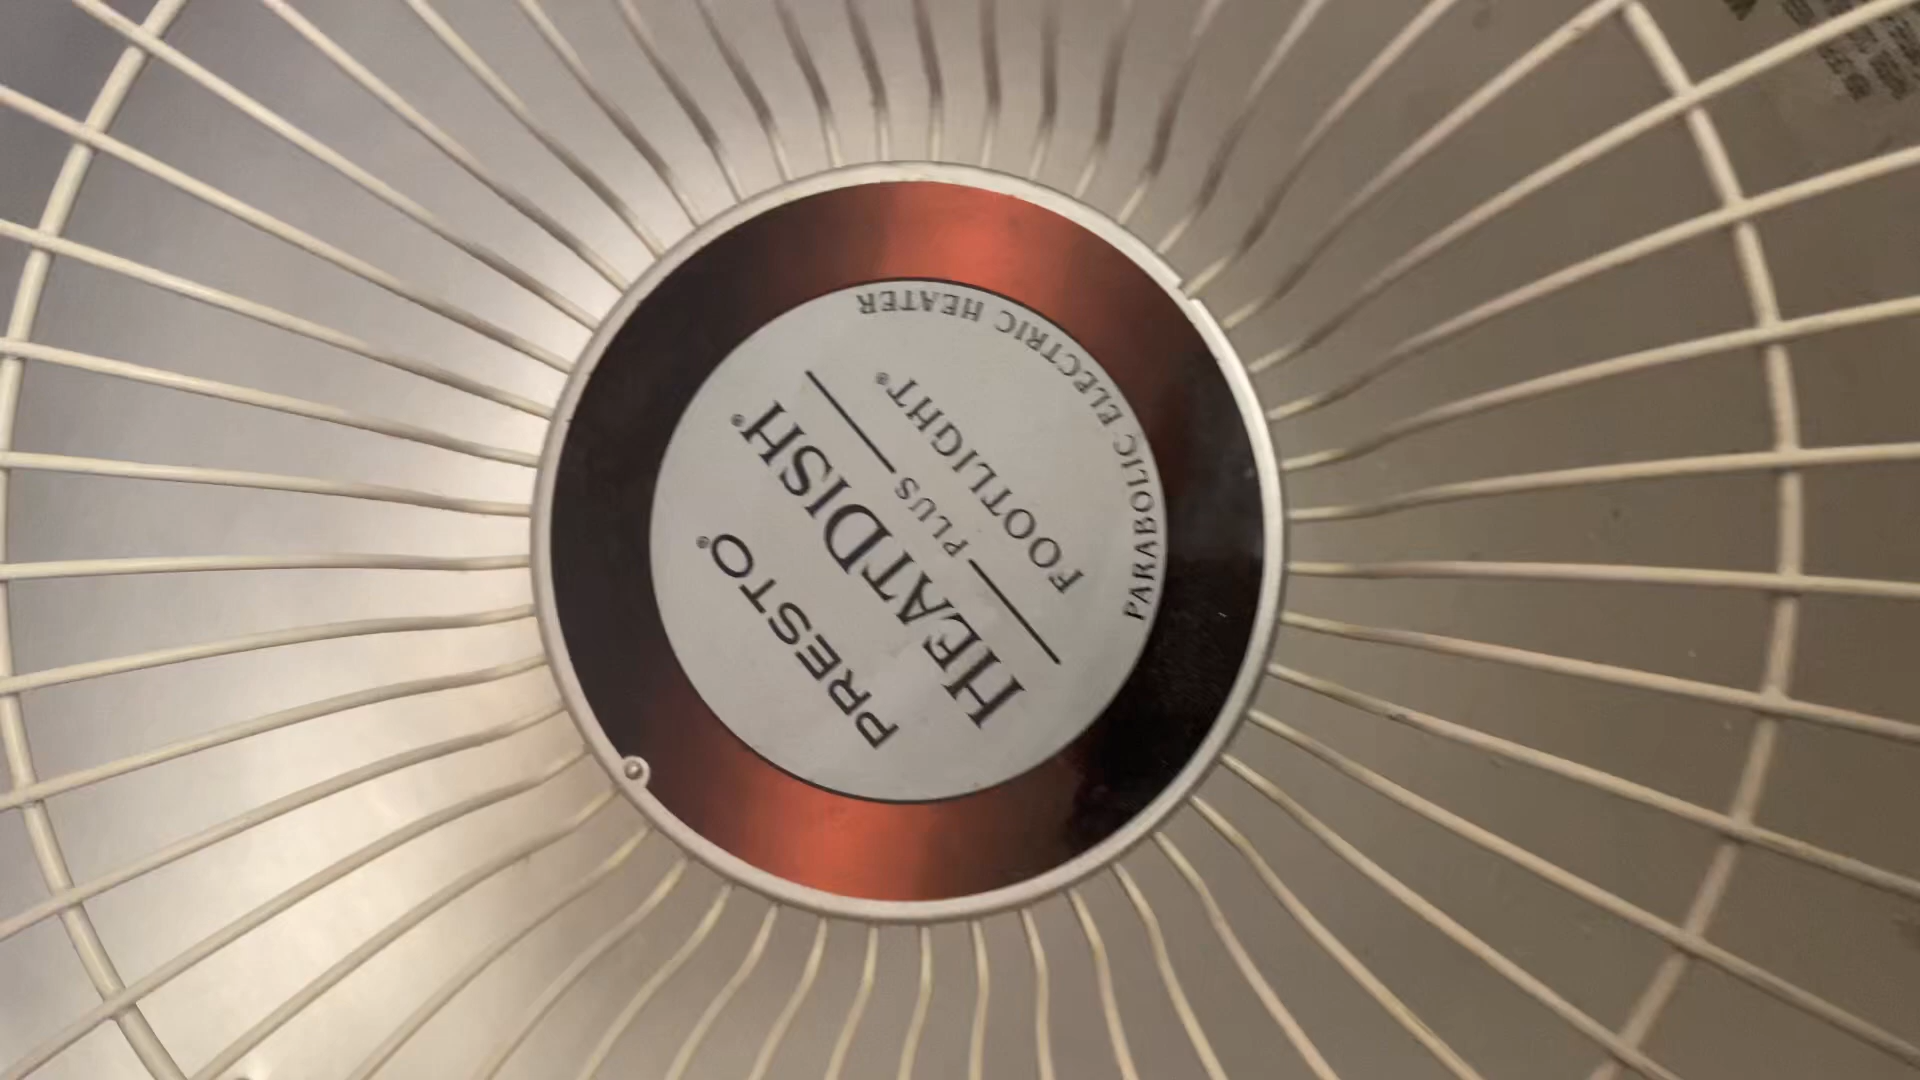 PRESTO®
HEATDISH®
PLUS
FOOTLIGHT®
PARABOLIC ELECTRIC HEATER